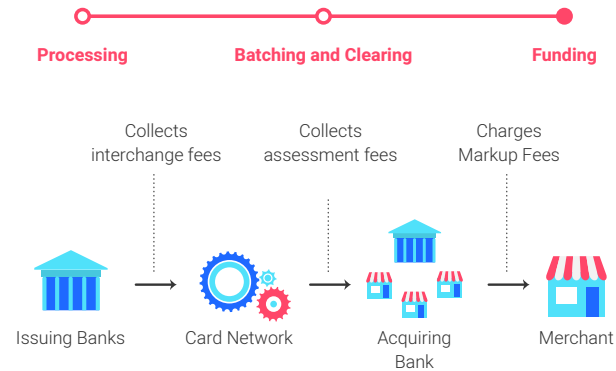 Processing
Batching and Clearing
Funding
Collects
interchange fees
Collects
assessment fees
Charges
Markup Fees
Issuing Banks
Card Network
Acquiring
Bank
Merchant